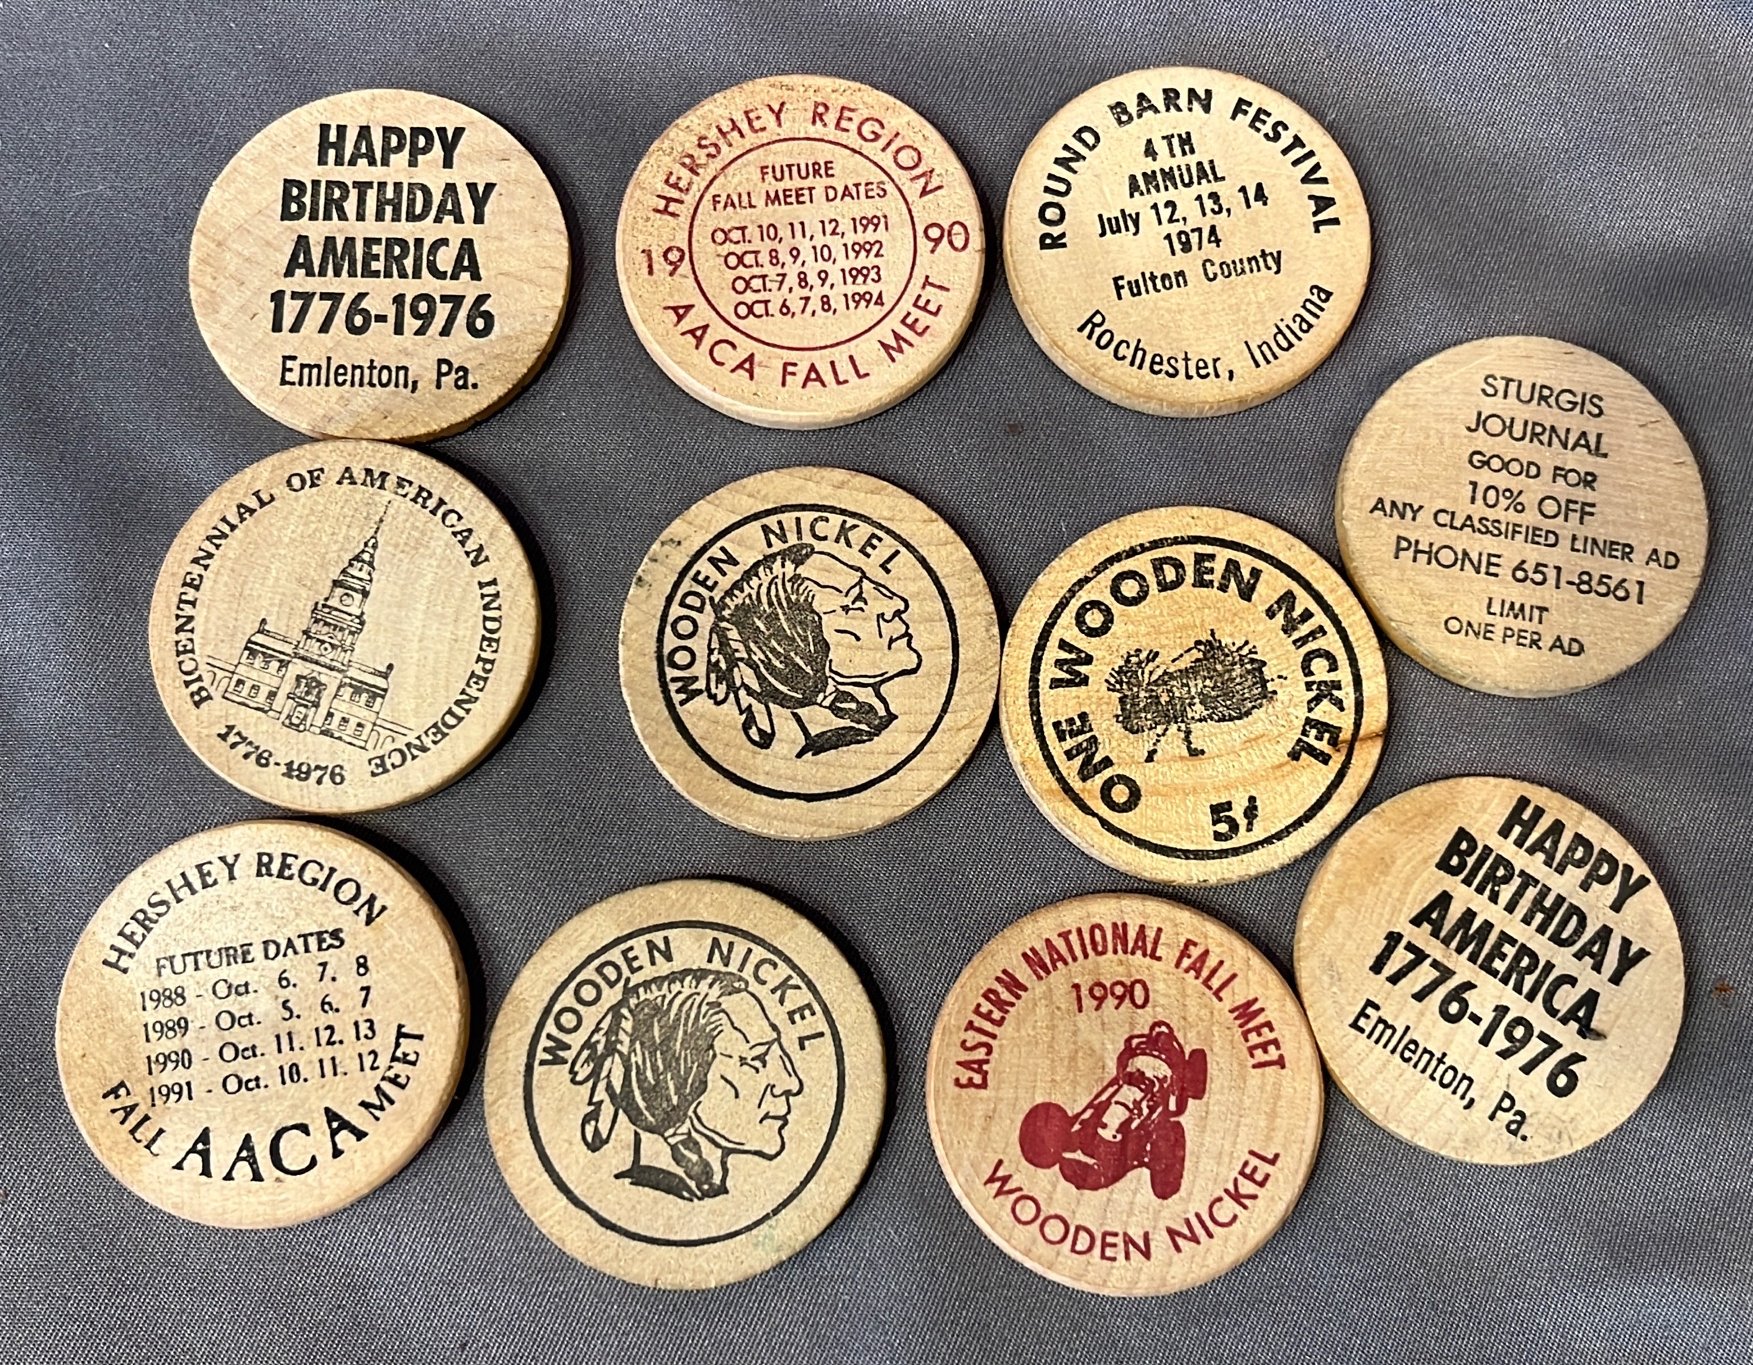 HAPPY
BIRTHDAY
AMERICA
1776-1976
Emlenton, Pa.
HERSHEY REGION
FUTURE
FALL MEET DATES
OCT. 10, 11, 12, 1991
OCT. 8, 9, 10, 1992
OCT. 7, 8, 9, 1993
OCT. 6, 7, 8, 1994
19 90
AACA FALL MEET
ROUND BARN FESTIVAL
4TH
ANNUAL
July 12, 13, 14
1974
Fulton County
Rochester, Indiana
STURGIS
JOURNAL
GOOD FOR
10% OFF
ANY CLASSIFIED LINER AD
PHONE 651-8561
LIMIT
ONE PER AD
BICENTENNIAL OF AMERICAN INDEPENDENCE
1776-1976
WOODEN NICKEL
ONE WOODEN NICKEL
5¢
HERSHEY REGION
FUTURE DATES
1988 - Oct. 6. 7. 8
1989 - Oct. 5. 6. 7
1990 - Oct. 11. 12. 13
1991 - Oct. 10. 11. 12
FALL AACA MEET
WOODEN NICKEL
EASTERN NATIONAL FALL MEET
1990
WOODEN NICKEL
HAPPY
BIRTHDAY
AMERICA
1776-1976
Emlenton, Pa.